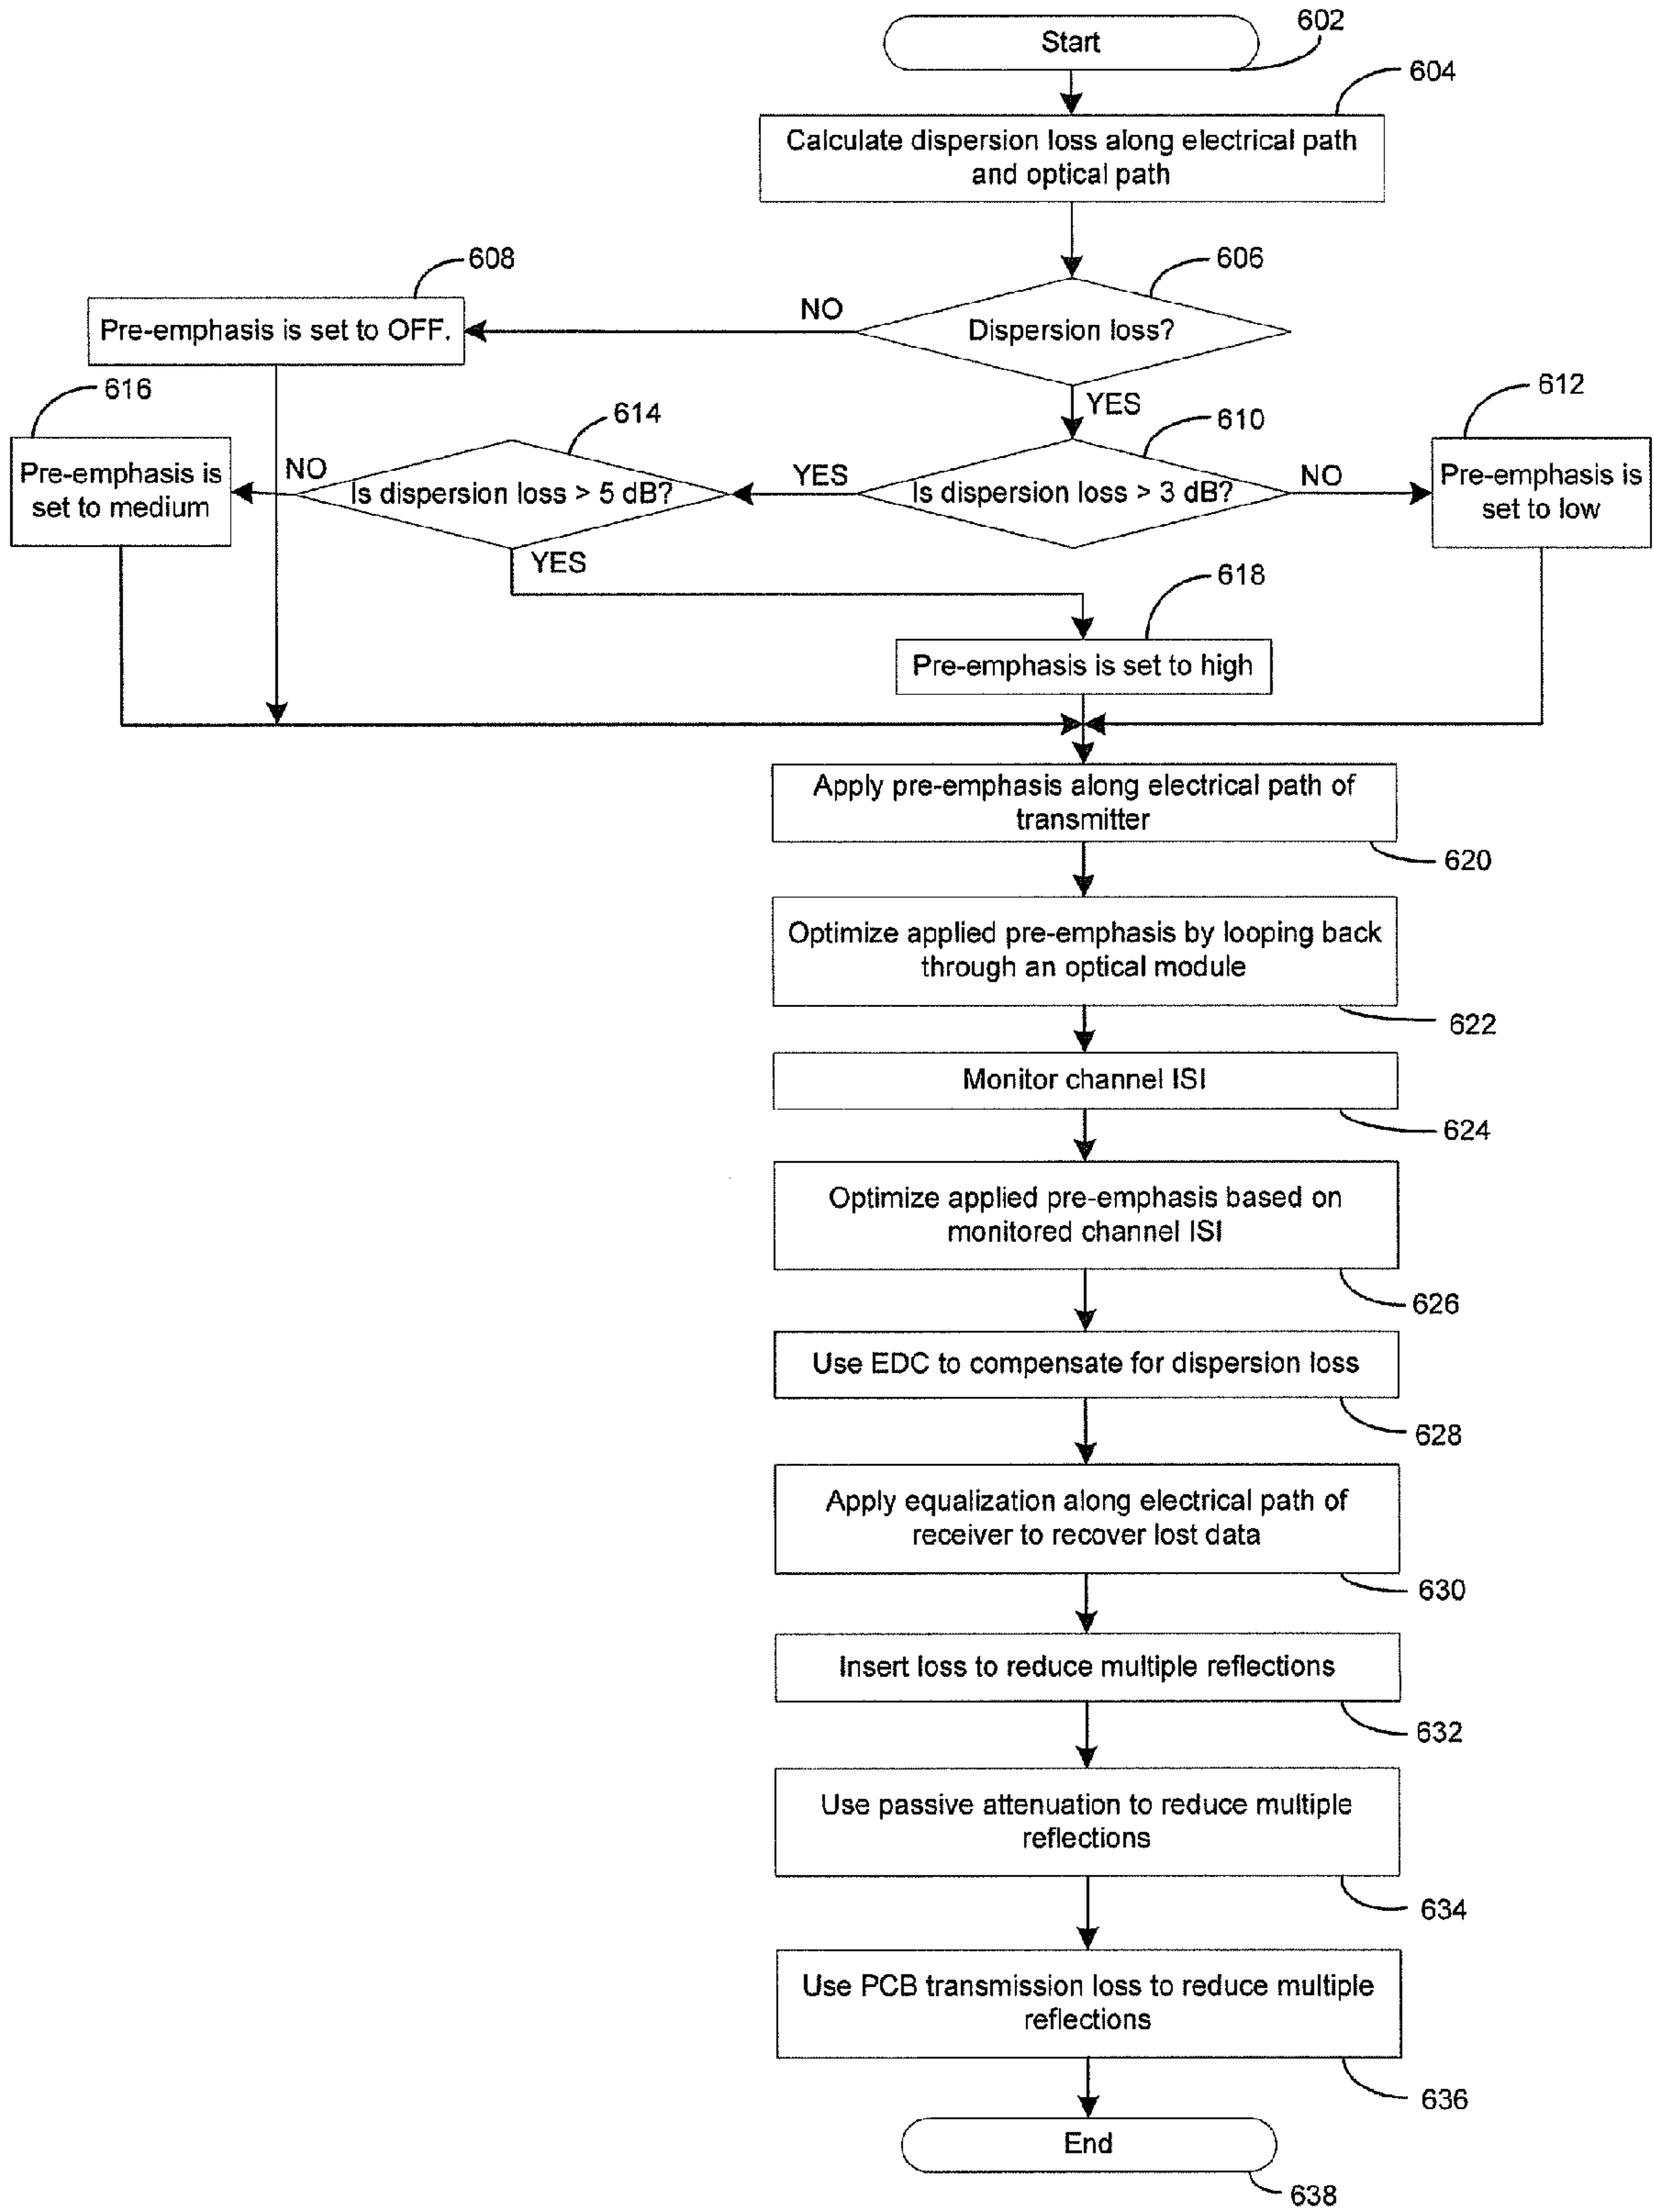 602
Start
604
Calculate dispersion loss along electrical path
and optical path
608
606
NO
Pre-emphasis is set to OFF.
Dispersion loss?
616
612
YES
614
610
Pre-emphasis is
set to medium
NO
Is dispersion loss > 5 dB?
YES
Is dispersion loss > 3 dB?
NO
Pre-emphasis is
set to low
YES
618
Pre-emphasis is set to high
Apply pre-emphasis along electrical path of
transmitter
620
Optimize applied pre-emphasis by looping back
through an optical module
622
Monitor channel ISI
624
Optimize applied pre-emphasis based on
monitored channel ISI
626
Use EDC to compensate for dispersion loss
628
Apply equalization along electrical path of
receiver to recover lost data
630
Insert loss to reduce multiple reflections
632
Use passive attenuation to reduce multiple
reflections
634
Use PCB transmission loss to reduce multiple
reflections
636
End
638